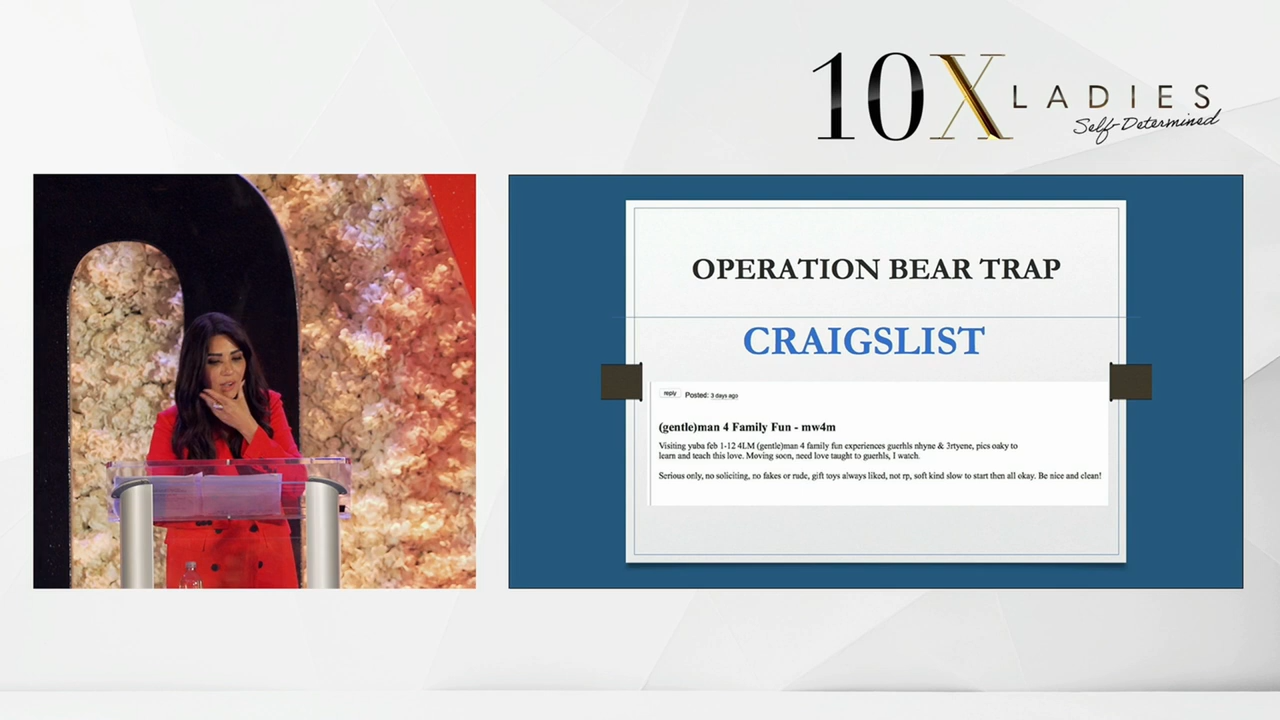 10X LADIES
Self-Determined
OPERATION BEAR TRAP
CRAIGSLIST
reply Posted: 3 days ago
(gentle)man 4 Family Fun - mw4m
Visiting yuba feb 1-12 4LM (gentle)man 4 family fun experiences guerhls nhyne & 3rtyene, pics oaky to
learn and teach this love. Moving soon, need love taught to guerhls, I watch.
Serious only, no soliciting, no fakes or rude, gift toys always liked, not rp, soft kind slow to start then all okay. Be nice and clean!